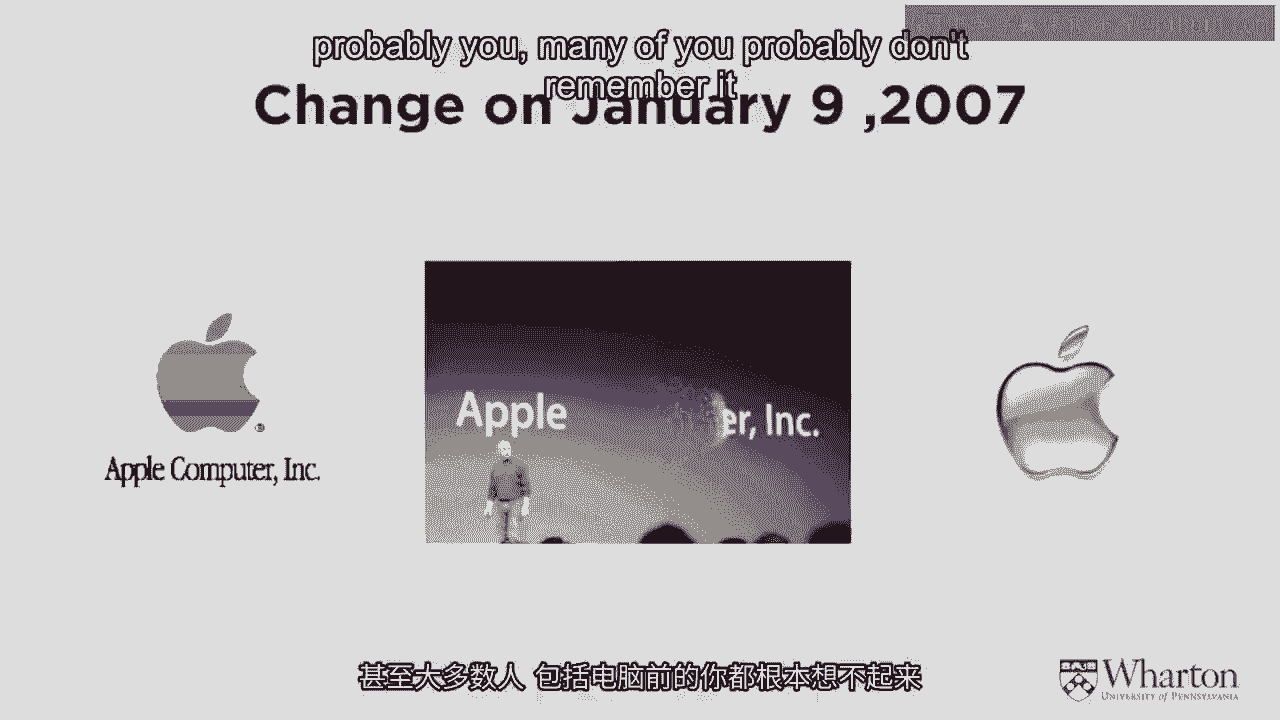 probably you, many of you probably don't
remember it
Change on January 9 ,2007
Apple
er, Inc.
Apple Computer, Inc.
甚至大多数人 包括电脑前的你都根本想不起来
Wharton
UNIVERSITY of PENNSYLVANIA